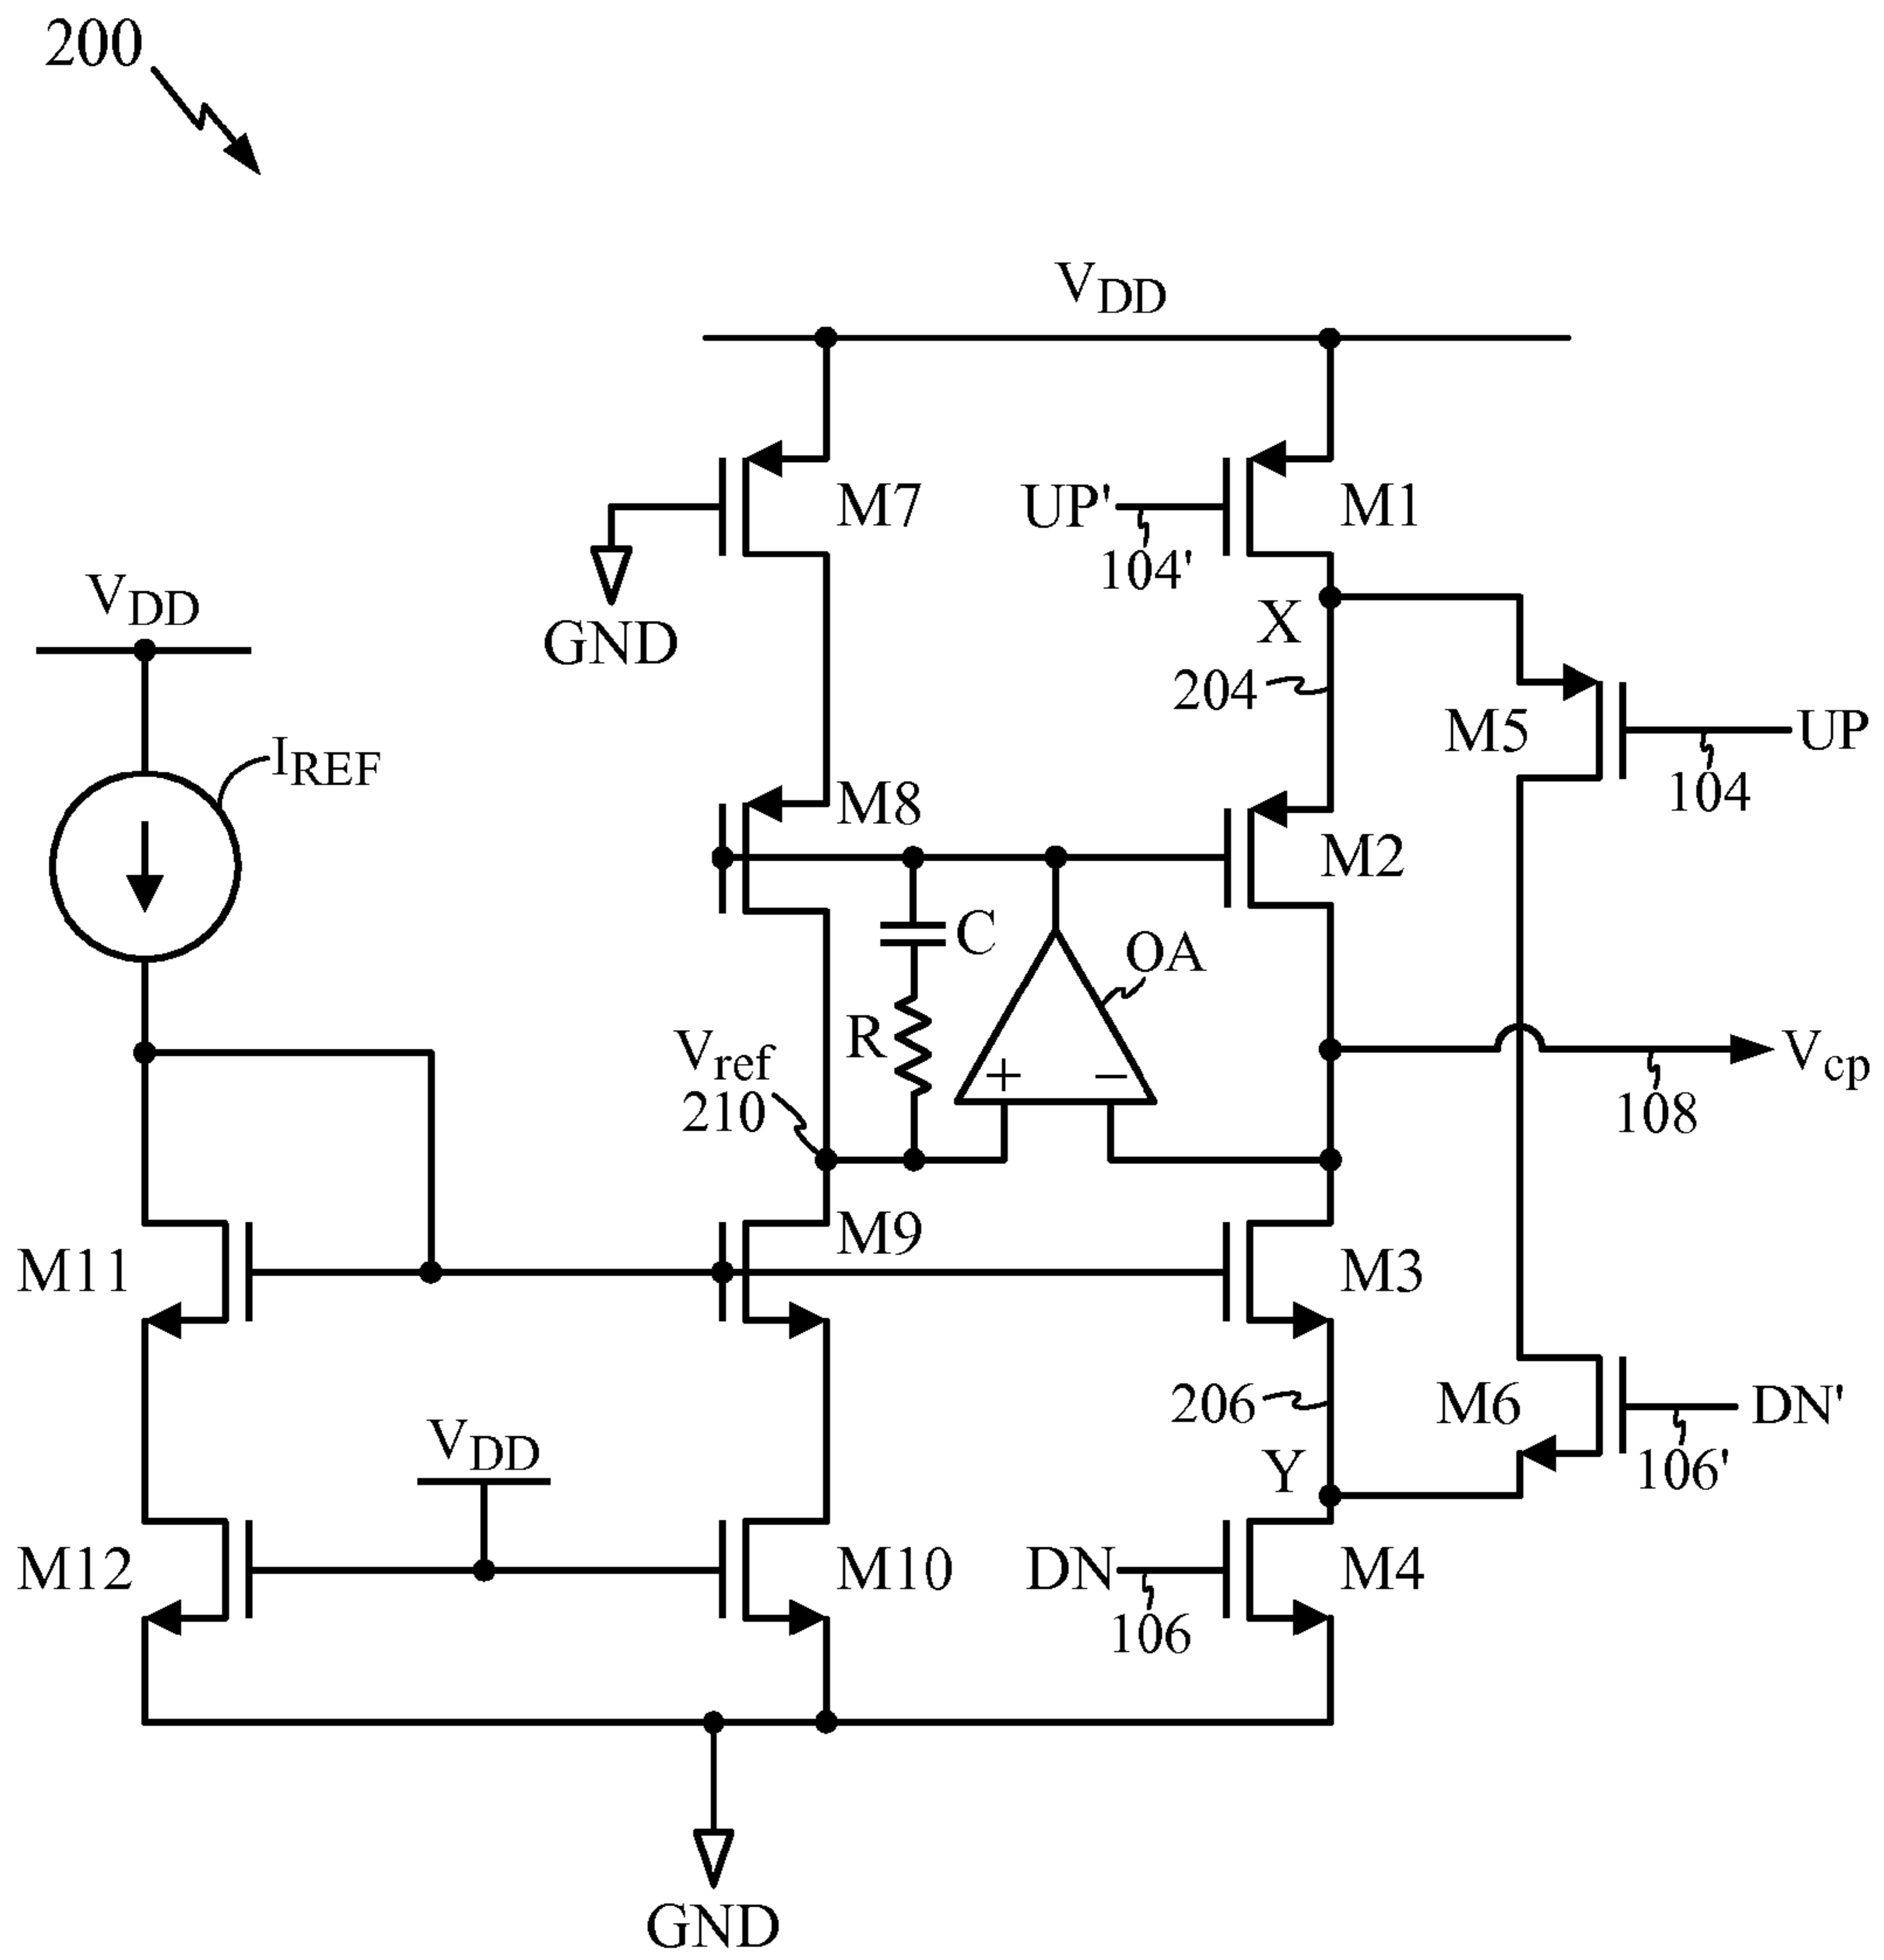 200
VDD
M7
UP'
M1
104'
VDD
GND
X
204
M5
UP
104
IREF
M8
M2
C
OA
R
Vref
210
+
−
Vcp
108
M11
M9
M3
206
M6
DN'
106'
VDD
Y
M12
M10
DN
M4
106
GND